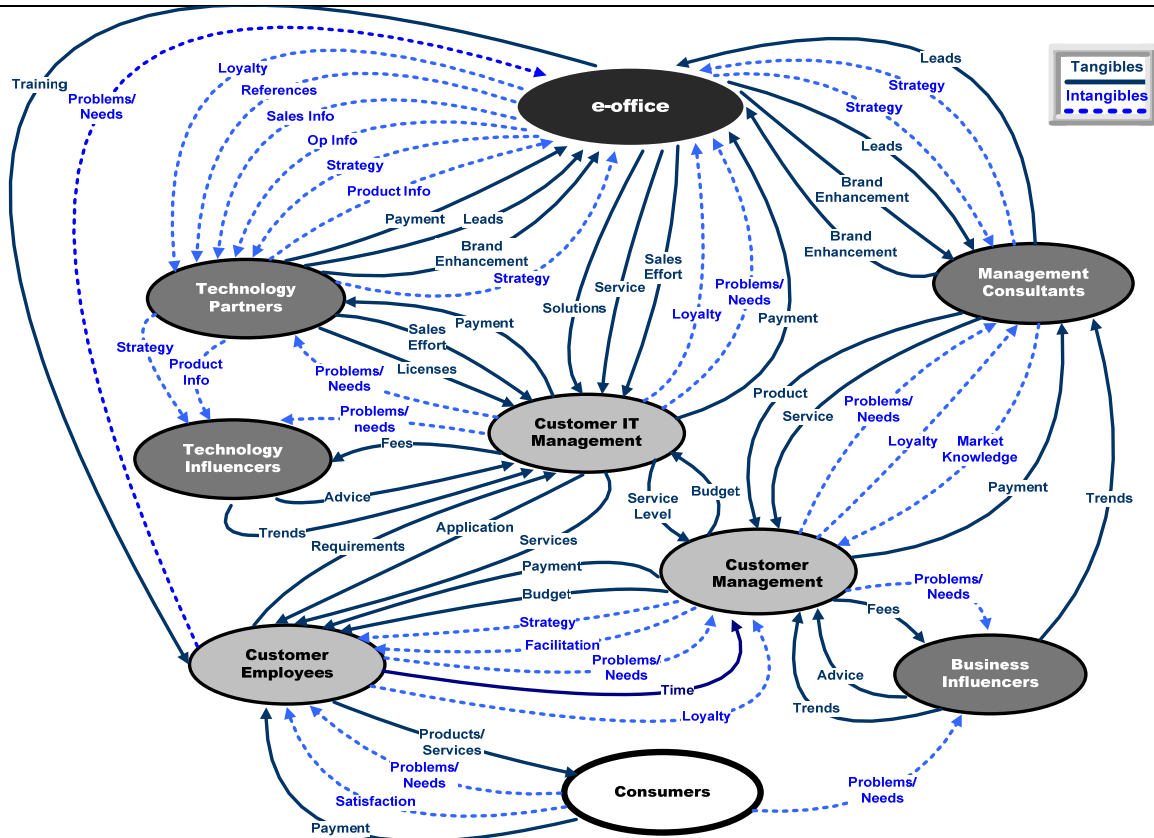 Leads
Tangibles
Intangibles
Training
Loyalty
Problems/
Needs
References
Sales Info
Op Info
Strategy
Product Info
e-office
Strategy
Strategy
Leads
Brand
Enhancement
Brand
Enhancement
Payment
Leads
Brand
Enhancement
Strategy
Sales
Effort
Service
Solutions
Problems/
Needs
Loyalty
Payment
Technology
Partners
Management
Consultants
Payment
Sales
Effort
Licenses
Strategy
Product
Info
Problems/
Needs
Problems/
needs
Customer IT
Management
Technology
Influencers
Fees
Advice
Trends
Requirements
Application
Services
Service
Level
Budget
Product
Service
Problems/
Needs
Loyalty
Market
Knowledge
Payment
Trends
Customer
Management
Payment
Budget
Strategy
Facilitation
Problems/
Needs
Time
Loyalty
Problems/
Needs
Fees
Advice
Trends
Business
Influencers
Customer
Employees
Products/
Services
Problems/
Needs
Satisfaction
Payment
Consumers
Problems/
Needs